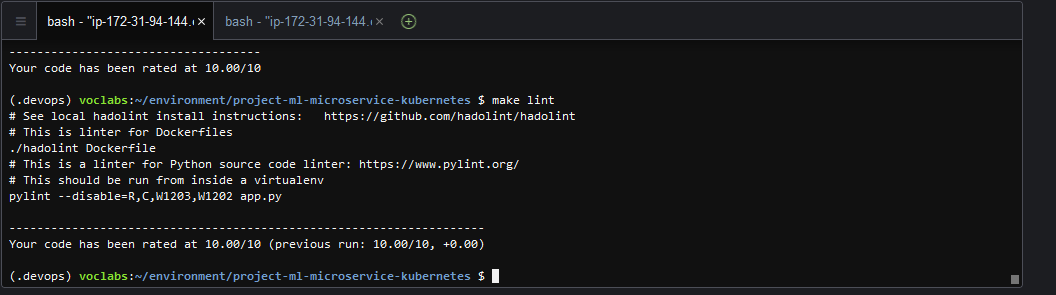 bash - "ip-172-31-94-144.e × bash - "ip-172-31-94-144.e ×
------------------------------------
Your code has been rated at 10.00/10
(.devops) voclabs:~/environment/project-ml-microservice-kubernetes $ make lint
# See local hadolint install instructions:   https://github.com/hadolint/hadolint
# This is linter for Dockerfiles
./hadolint Dockerfile
# This is a linter for Python source code linter: https://www.pylint.org/
# This should be run from inside a virtualenv
pylint --disable=R,C,W1203,W1202 app.py
--------------------------------------------------------------------
Your code has been rated at 10.00/10 (previous run: 10.00/10, +0.00)
(.devops) voclabs:~/environment/project-ml-microservice-kubernetes $